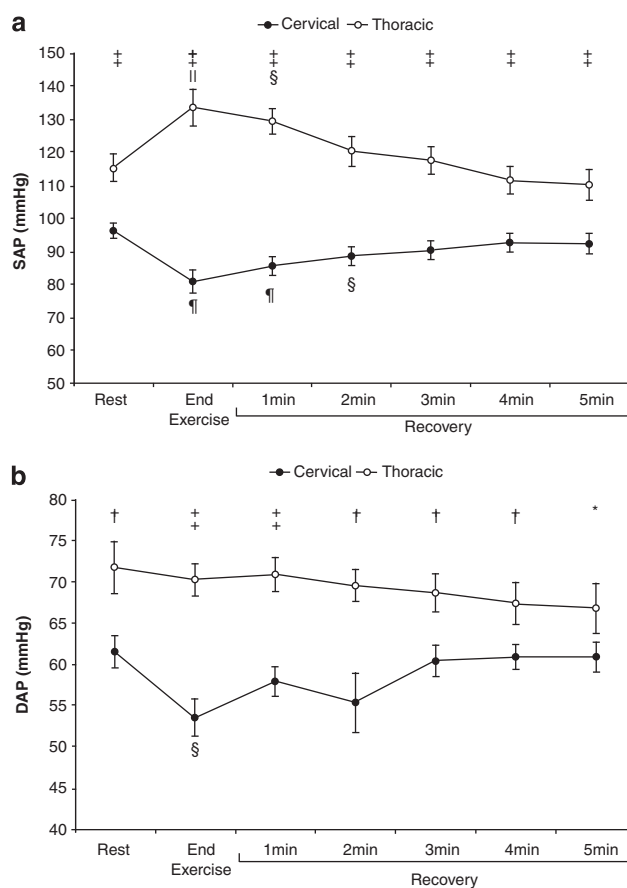 a
Cervical Thoracic
150
140
130
120
110
100
90
80
70
60
50
SAP (mmHg)
‡ ‡ ‡ ‡ ‡ ‡ ‡
|| §
¶ ¶ §
Rest End Exercise 1min 2min 3min 4min 5min
Recovery
b
Cervical Thoracic
80
75
70
65
60
55
50
45
40
DAP (mmHg)
† ‡ ‡ † † † *
§
Rest End Exercise 1min 2min 3min 4min 5min
Recovery